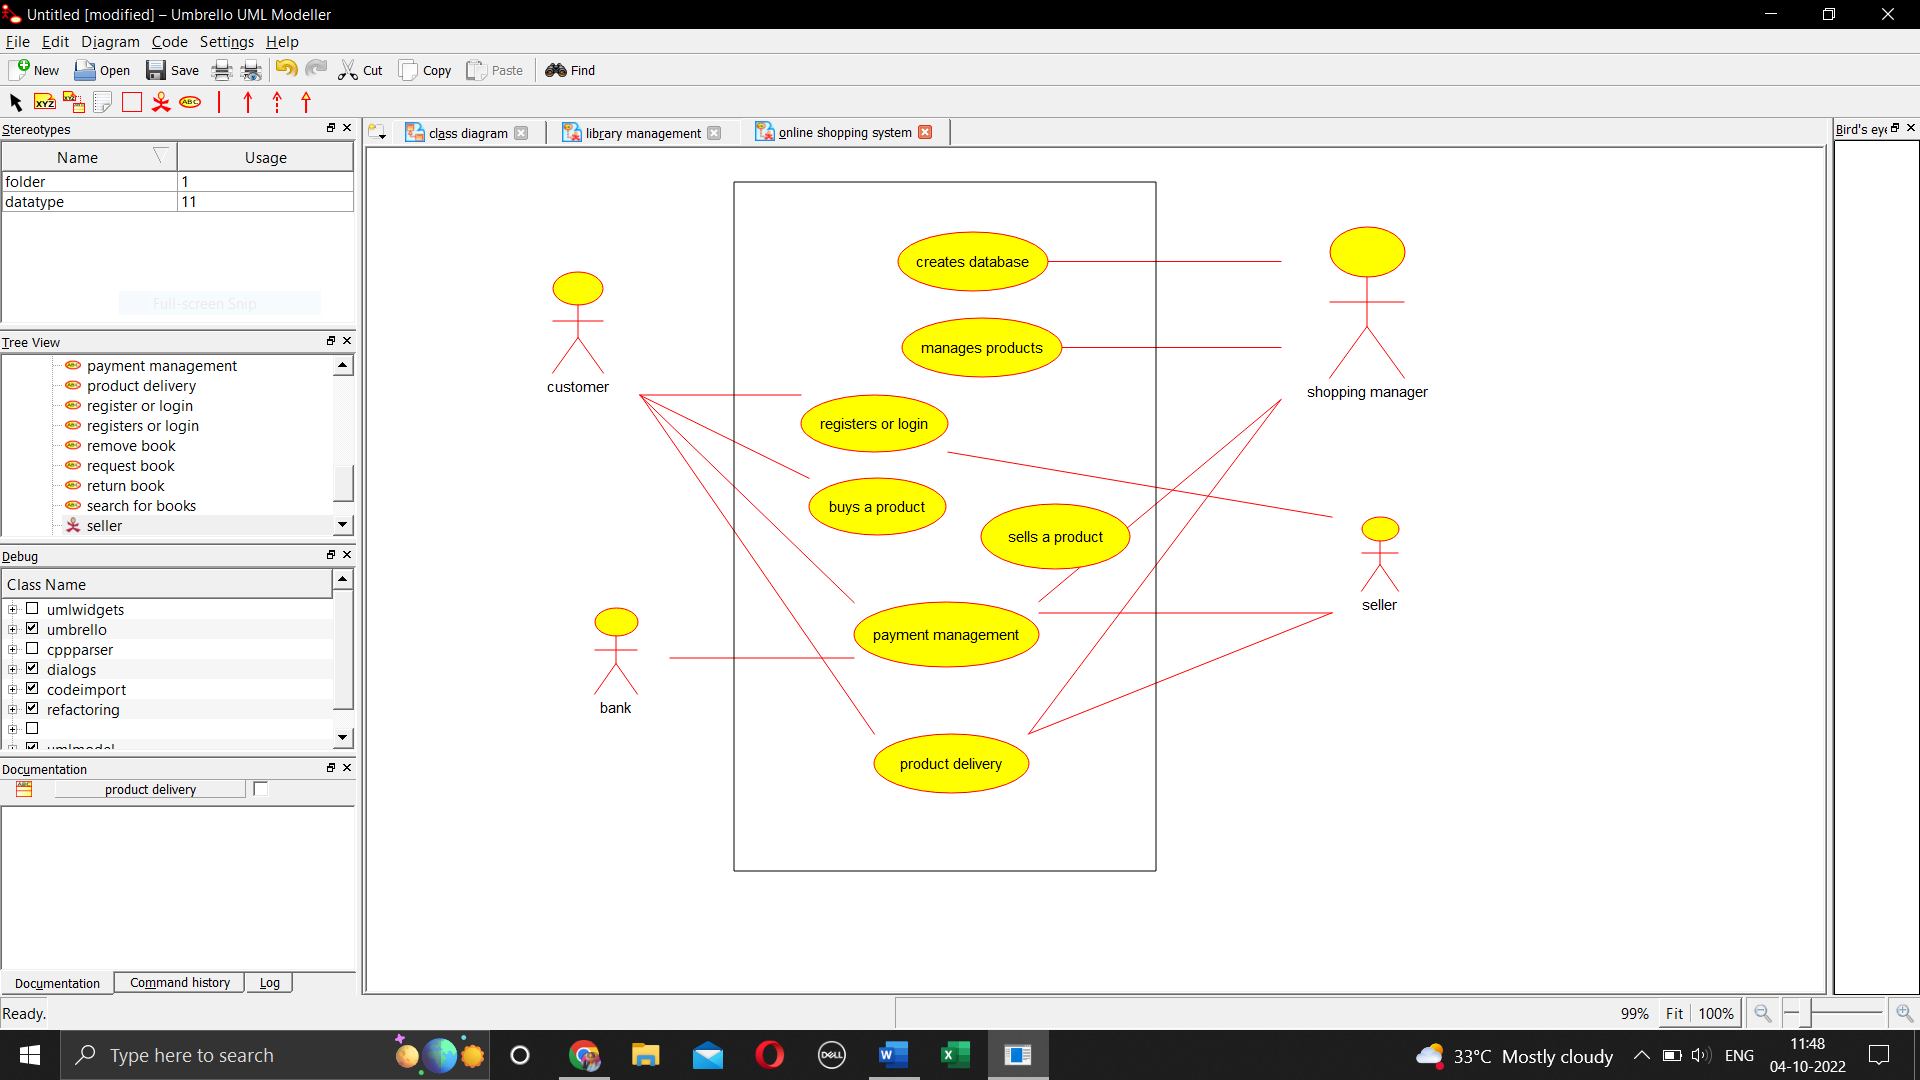 Untitled [modified] – Umbrello UML Modeller
File Edit Diagram Code Settings Help
New Open Save Cut Copy Paste Find
XYZ XYZ ABC
Stereotypes
Name Usage
folder 1
datatype 11
Full-screen Snip
Tree View
payment management
product delivery
register or login
registers or login
remove book
request book
return book
search for books
seller
Debug
Class Name
umlwidgets
umbrello
cppparser
dialogs
codeimport
refactoring
umlmodel
Documentation
product delivery
Documentation Command history Log
class diagram library management online shopping system
Bird's eye
creates database
manages products
customer
shopping manager
registers or login
buys a product
sells a product
seller
payment management
bank
product delivery
Ready.
99% Fit 100%
Type here to search
DELL
33°C Mostly cloudy
ENG
11:48
04-10-2022